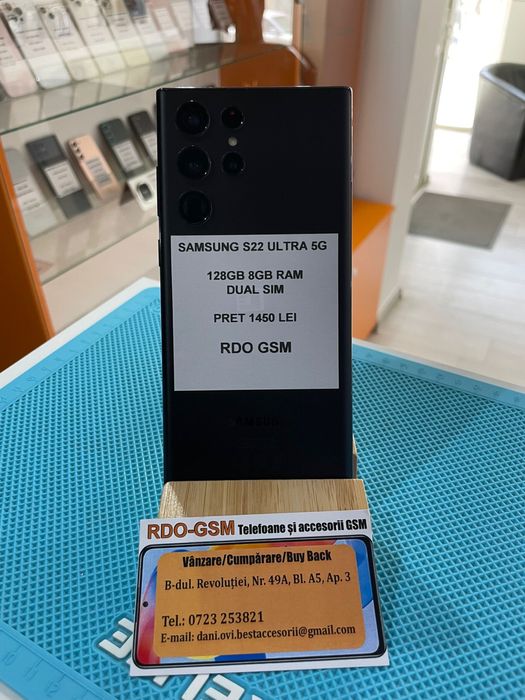 SAMSUNG S22 ULTRA 5G
128GB 8GB RAM
DUAL SIM
PRET 1450 LEI
RDO GSM
SAMSUNG
RDO-GSM Telefoane și accesorii GSM
Vânzare/Cumpărare/Buy Back
B-dul. Revoluției, Nr. 49A, Bl. A5, Ap. 3
Tel.: 0723 253821
E-mail: dani.ovi.bestaccesorii@gmail.com